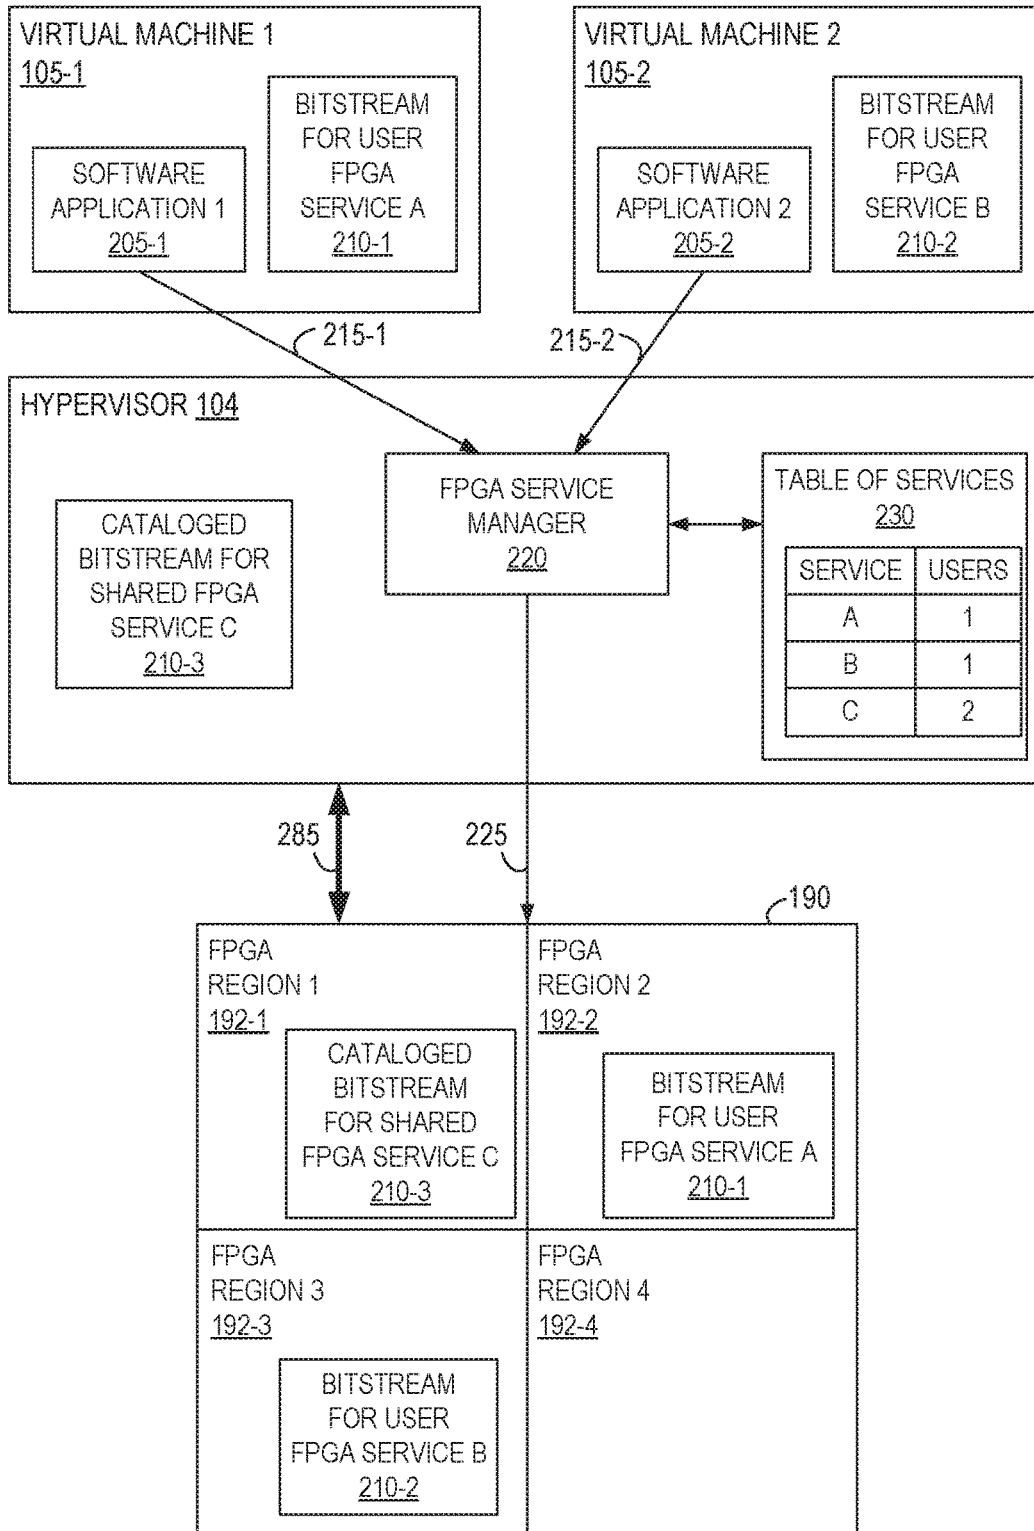 VIRTUAL MACHINE 1
105-1
SOFTWARE
APPLICATION 1
205-1
BITSTREAM
FOR USER
FPGA
SERVICE A
210-1
VIRTUAL MACHINE 2
105-2
SOFTWARE
APPLICATION 2
205-2
BITSTREAM
FOR USER
FPGA
SERVICE B
210-2
215-1
215-2
HYPERVISOR 104
CATALOGED
BITSTREAM FOR
SHARED FPGA
SERVICE C
210-3
FPGA SERVICE
MANAGER
220
TABLE OF SERVICES
230
SERVICE USERS
A 1
B 1
C 2
285
225
190
FPGA
REGION 1
192-1
CATALOGED
BITSTREAM
FOR SHARED
FPGA SERVICE C
210-3
FPGA
REGION 2
192-2
BITSTREAM
FOR USER
FPGA SERVICE A
210-1
FPGA
REGION 3
192-3
BITSTREAM
FOR USER
FPGA SERVICE B
210-2
FPGA
REGION 4
192-4